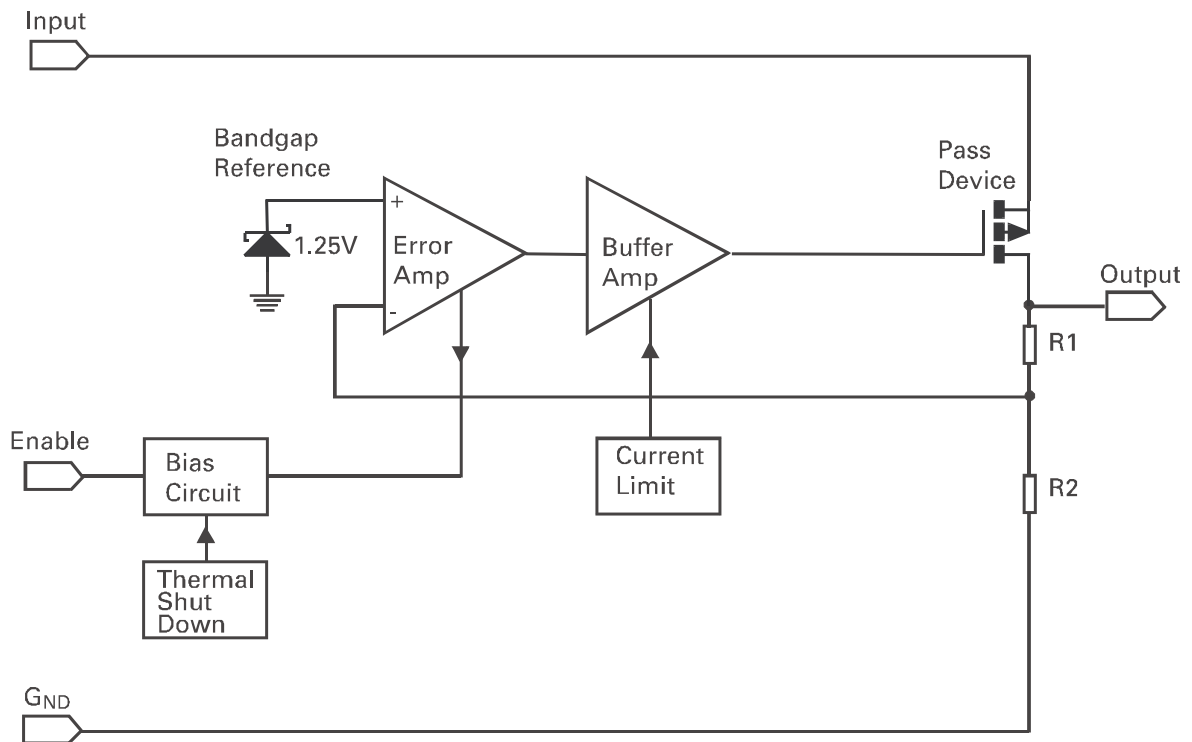 Input
Bandgap
Reference
1.25V
+
Error
Amp
-
Buffer
Amp
Pass
Device
Output
R1
Enable
Bias
Circuit
Current
Limit
R2
Thermal
Shut
Down
GND